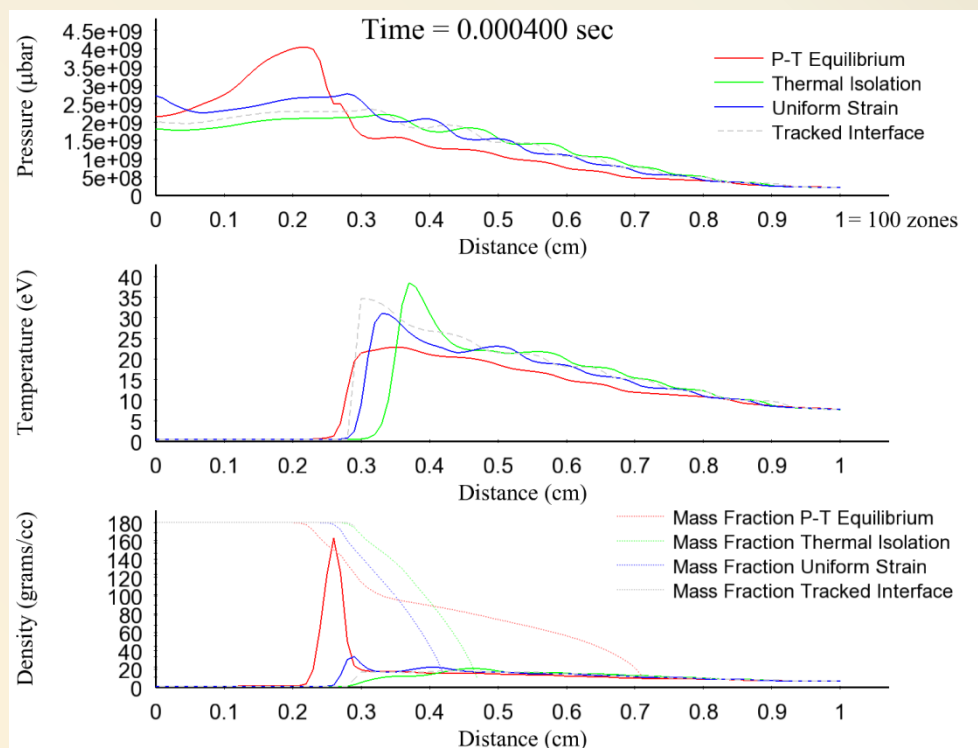 Time = 0.000400 sec
Pressure (μbar)
4.5e+09
4e+09
3.5e+09
3e+09
2.5e+09
2e+09
1.5e+09
1e+09
5e+08
0
P-T Equilibrium
Thermal Isolation
Uniform Strain
Tracked Interface
0 0.1 0.2 0.3 0.4 0.5 0.6 0.7 0.8 0.9 1 = 100 zones
Distance (cm)
Temperature (eV)
40
35
30
25
20
15
10
5
0
0 0.1 0.2 0.3 0.4 0.5 0.6 0.7 0.8 0.9 1
Distance (cm)
Density (grams/cc)
180
160
140
120
100
80
60
40
20
0
Mass Fraction P-T Equilibrium
Mass Fraction Thermal Isolation
Mass Fraction Uniform Strain
Mass Fraction Tracked Interface
0 0.1 0.2 0.3 0.4 0.5 0.6 0.7 0.8 0.9 1
Distance (cm)